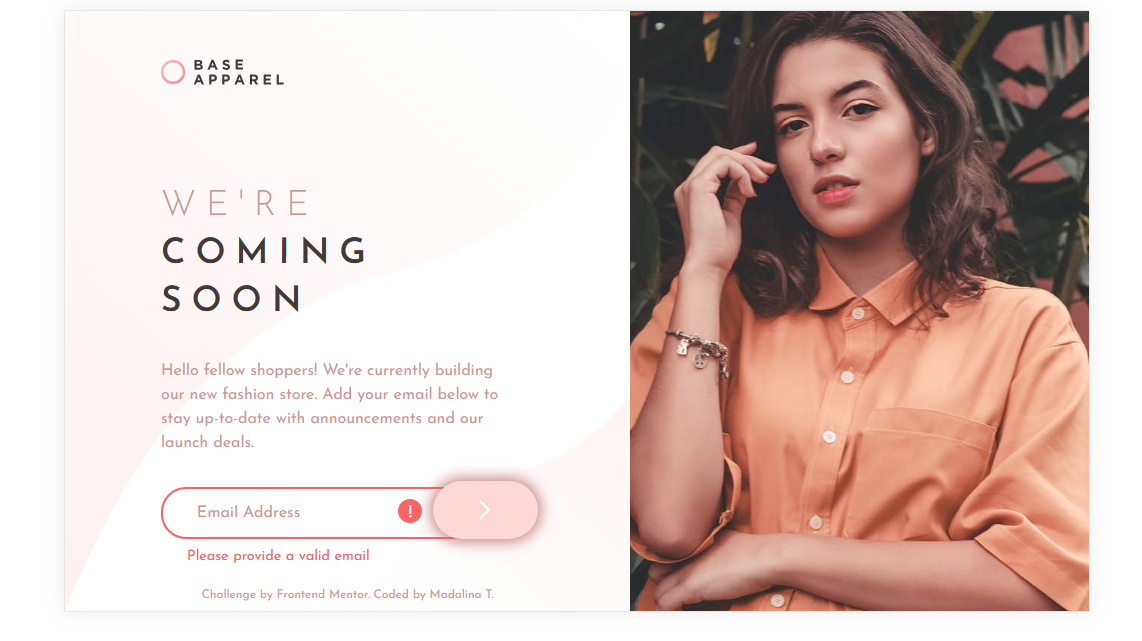 BASE
APPAREL
WE'RE
COMING
SOON
Hello fellow shoppers! We're currently building
our new fashion store. Add your email below to
stay up-to-date with announcements and our
launch deals.
Email Address
!
Please provide a valid email
Challenge by Frontend Mentor. Coded by Madalina T.